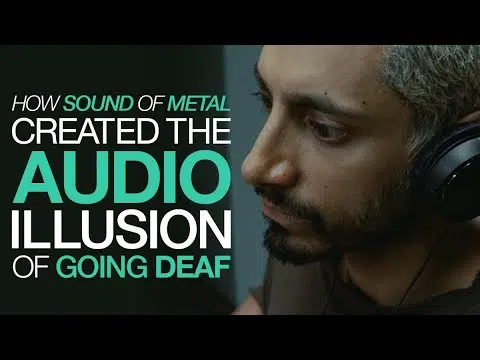 HOW SOUND OF METAL
CREATED THE
AUDIO
ILLUSION
OF GOING DEAF